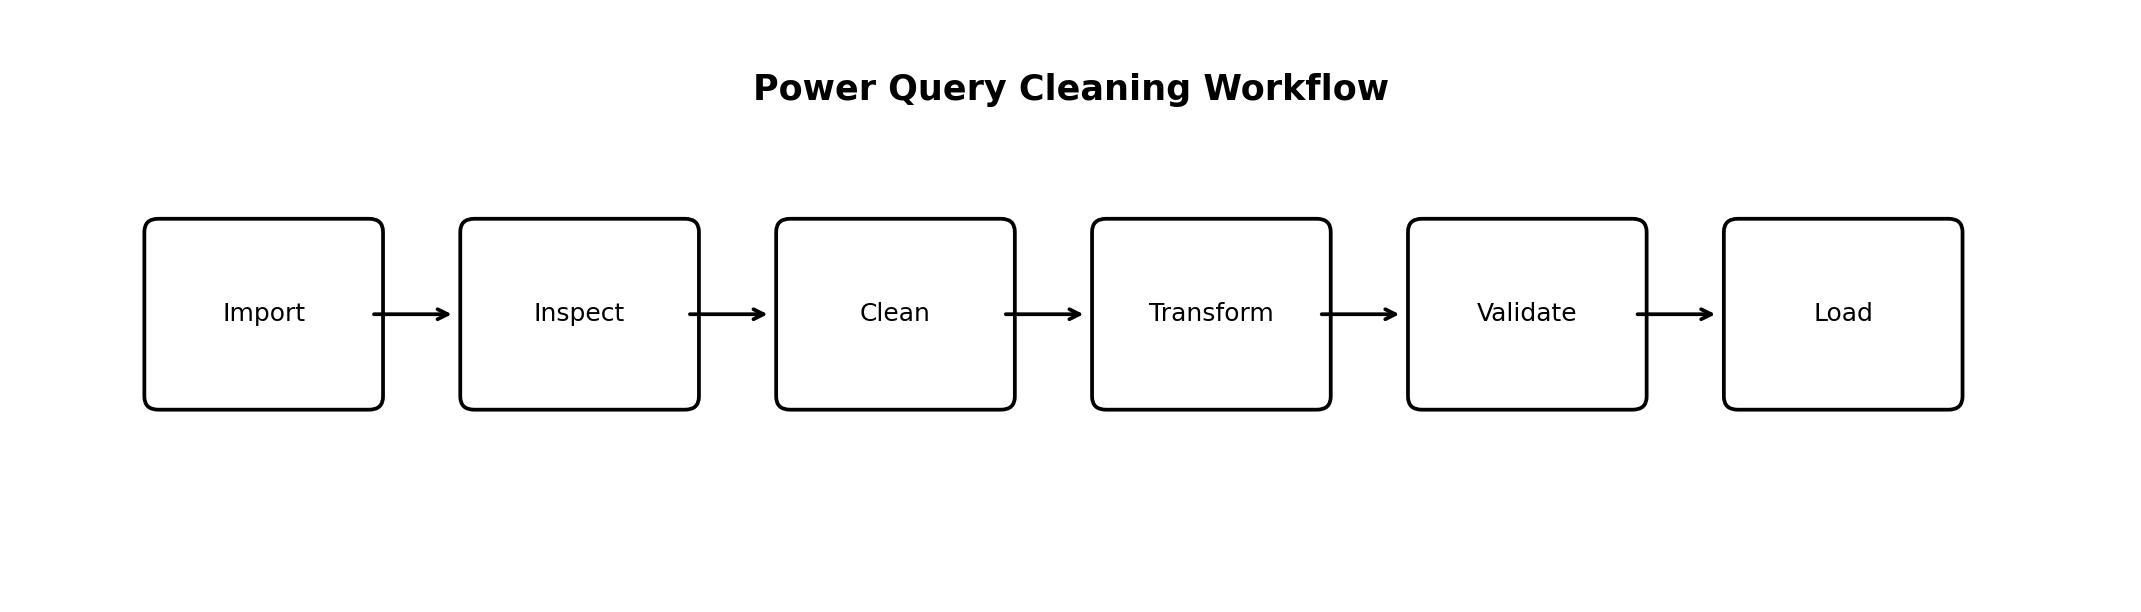 Power Query Cleaning Workflow
Import
Inspect
Clean
Transform
Validate
Load